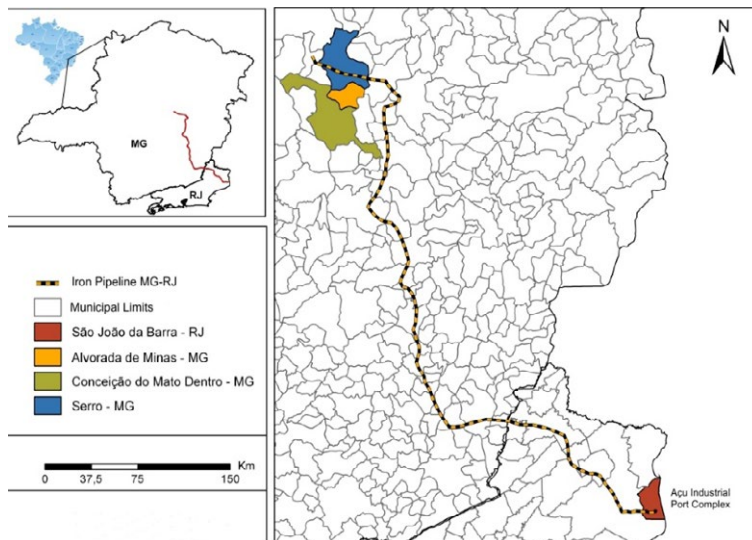 MG
RJ
Iron Pipeline MG-RJ
Municipal Limits
São João da Barra - RJ
Alvorada de Minas - MG
Conceição do Mato Dentro - MG
Serro - MG
Km
0 37,5 75 150
N
Açu Industrial
Port Complex